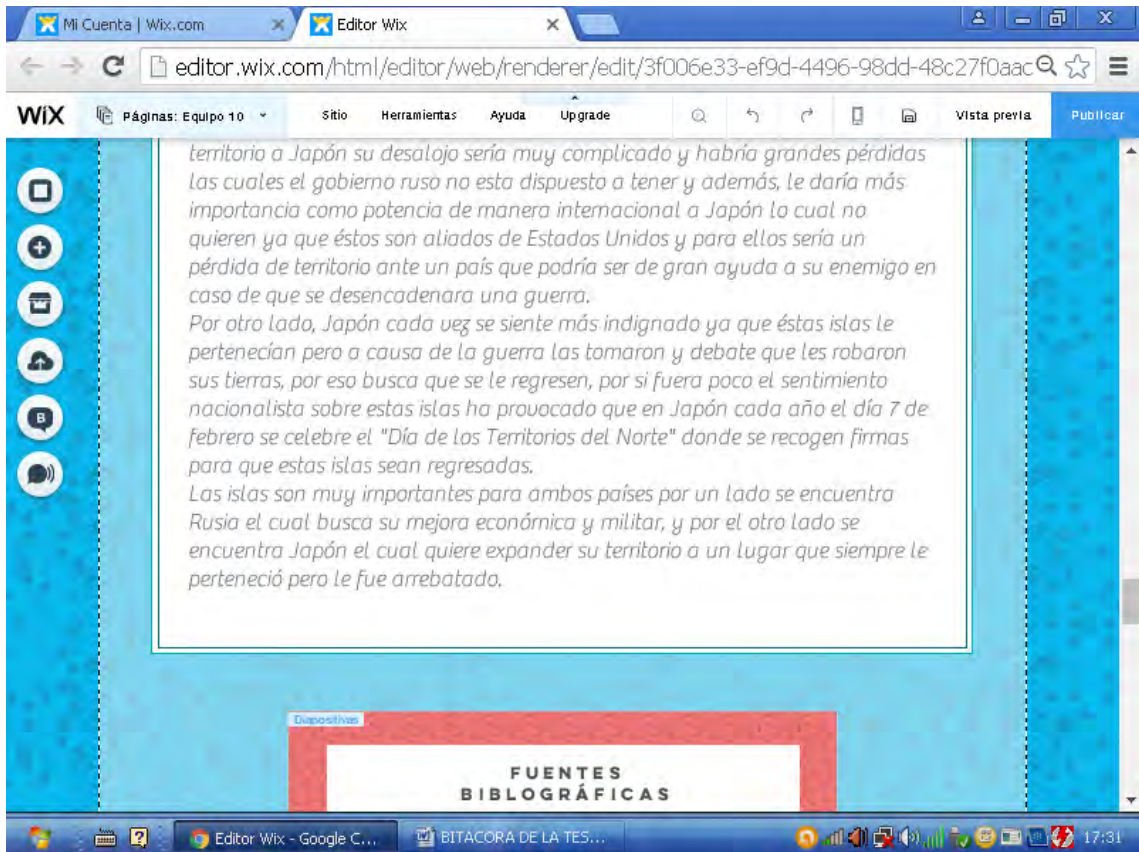 Mi Cuenta | Wix.com
Editor Wix
editor.wix.com/html/editor/web/renderer/edit/3f006e33-ef9d-4496-98dd-48c27f0aac
WiX
Páginas: Equipo 10
Sitio
Herramientas
Ayuda
Upgrade
Vista previa
Publicar
territorio a Japón su desalojo sería muy complicado y habría grandes pérdidas
las cuales el gobierno ruso no esta dispuesto a tener y además, le daría más
importancia como potencia de manera internacional a Japón lo cual no
quieren ya que éstos son aliados de Estados Unidos y para ellos sería un
pérdida de territorio ante un país que podría ser de gran ayuda a su enemigo en
caso de que se desencadenara una guerra.
Por otro lado, Japón cada vez se siente más indignado ya que éstas islas le
pertenecían pero a causa de la guerra las tomaron y debate que les robaron
sus tierras, por eso busca que se le regresen, por si fuera poco el sentimiento
nacionalista sobre estas islas ha provocado que en Japón cada año el día 7 de
febrero se celebre el "Día de los Territorios del Norte" donde se recogen firmas
para que estas islas sean regresadas.
Las islas son muy importantes para ambos países por un lado se encuentra
Rusia el cual busca su mejora económica y militar, y por el otro lado se
encuentra Japón el cual quiere expander su territorio a un lugar que siempre le
perteneció pero le fue arrebatado.
Diapositivas
FUENTES
BIBLOGRÁFICAS
Editor Wix - Google C...
BITACORA DE LA TES...
17:31